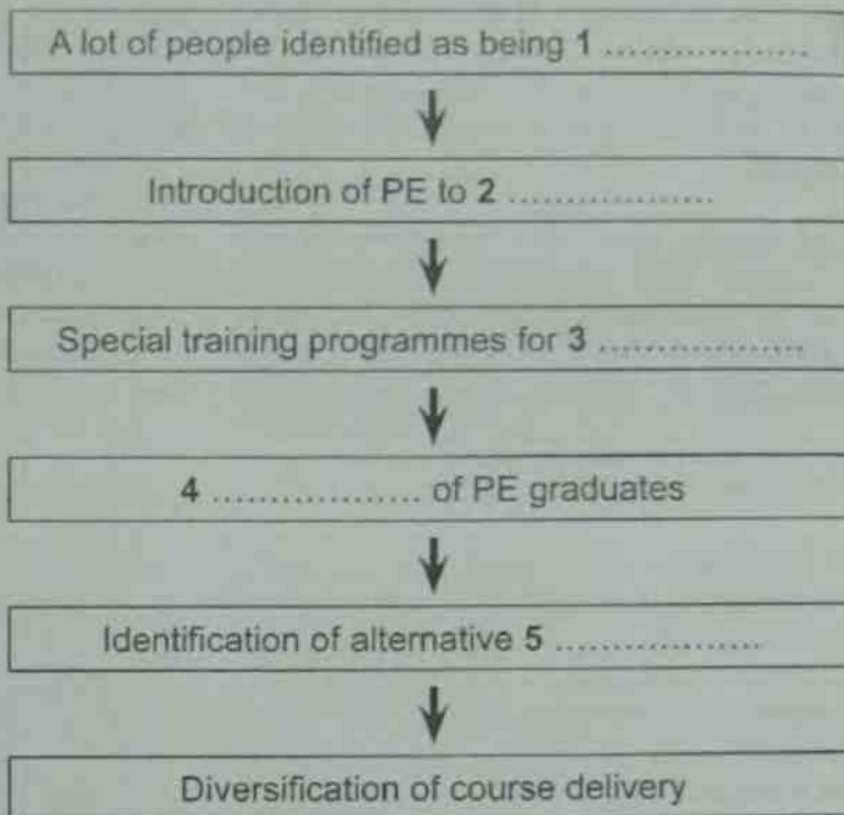 A lot of people identified as being 1 ..................
Introduction of PE to 2 ..................
Special training programmes for 3 ..................
4 .................. of PE graduates
Identification of alternative 5 ..................
Diversification of course delivery